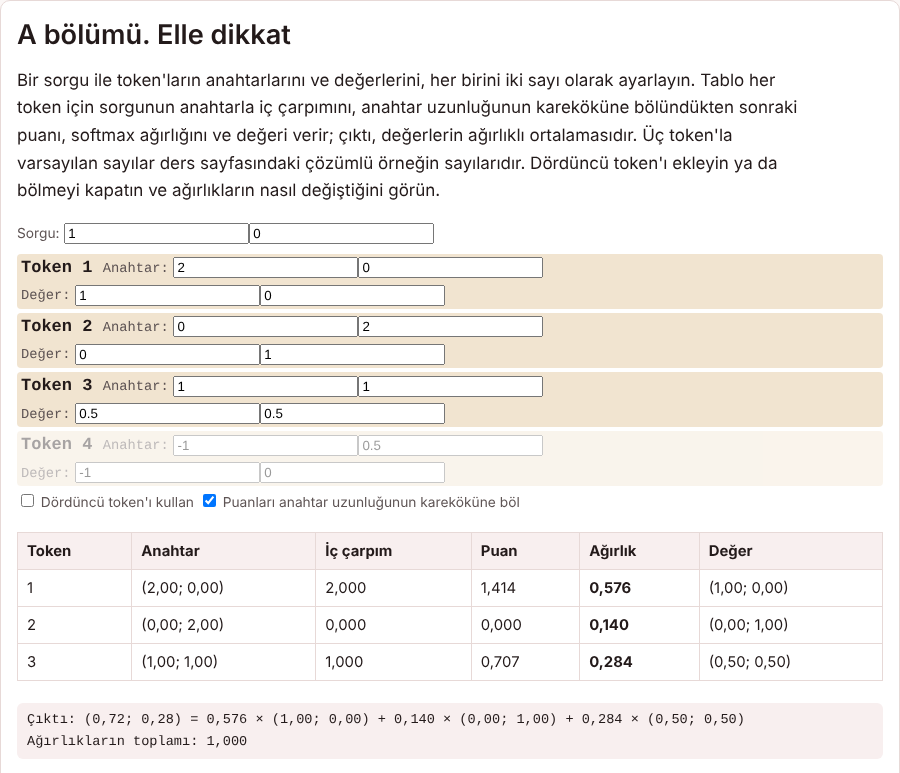 A bölümü. Elle dikkat
Bir sorgu ile token'ların anahtarlarını ve değerlerini, her birini iki sayı olarak ayarlayın. Tablo her
token için sorgunun anahtarla iç çarpımını, anahtar uzunluğunun kareköküne bölündükten sonraki
puanı, softmax ağırlığını ve değeri verir; çıktı, değerlerin ağırlıklı ortalamasıdır. Üç token'la
varsayılan sayılar ders sayfasındaki çözümlü örneğin sayılarıdır. Dördüncü token'ı ekleyin ya da
bölmeyi kapatın ve ağırlıkların nasıl değiştiğini görün.
Sorgu: 1 0
Token 1 Anahtar: 2 0
Değer: 1 0
Token 2 Anahtar: 0 2
Değer: 0 1
Token 3 Anahtar: 1 1
Değer: 0.5 0.5
Token 4 Anahtar: -1 0.5
Değer: -1 0
Dördüncü token'ı kullan Puanları anahtar uzunluğunun kareköküne böl
Token Anahtar İç çarpım Puan Ağırlık Değer
1 (2,00; 0,00) 2,000 1,414 0,576 (1,00; 0,00)
2 (0,00; 2,00) 0,000 0,000 0,140 (0,00; 1,00)
3 (1,00; 1,00) 1,000 0,707 0,284 (0,50; 0,50)
Çıktı: (0,72; 0,28) = 0,576 × (1,00; 0,00) + 0,140 × (0,00; 1,00) + 0,284 × (0,50; 0,50)
Ağırlıkların toplamı: 1,000